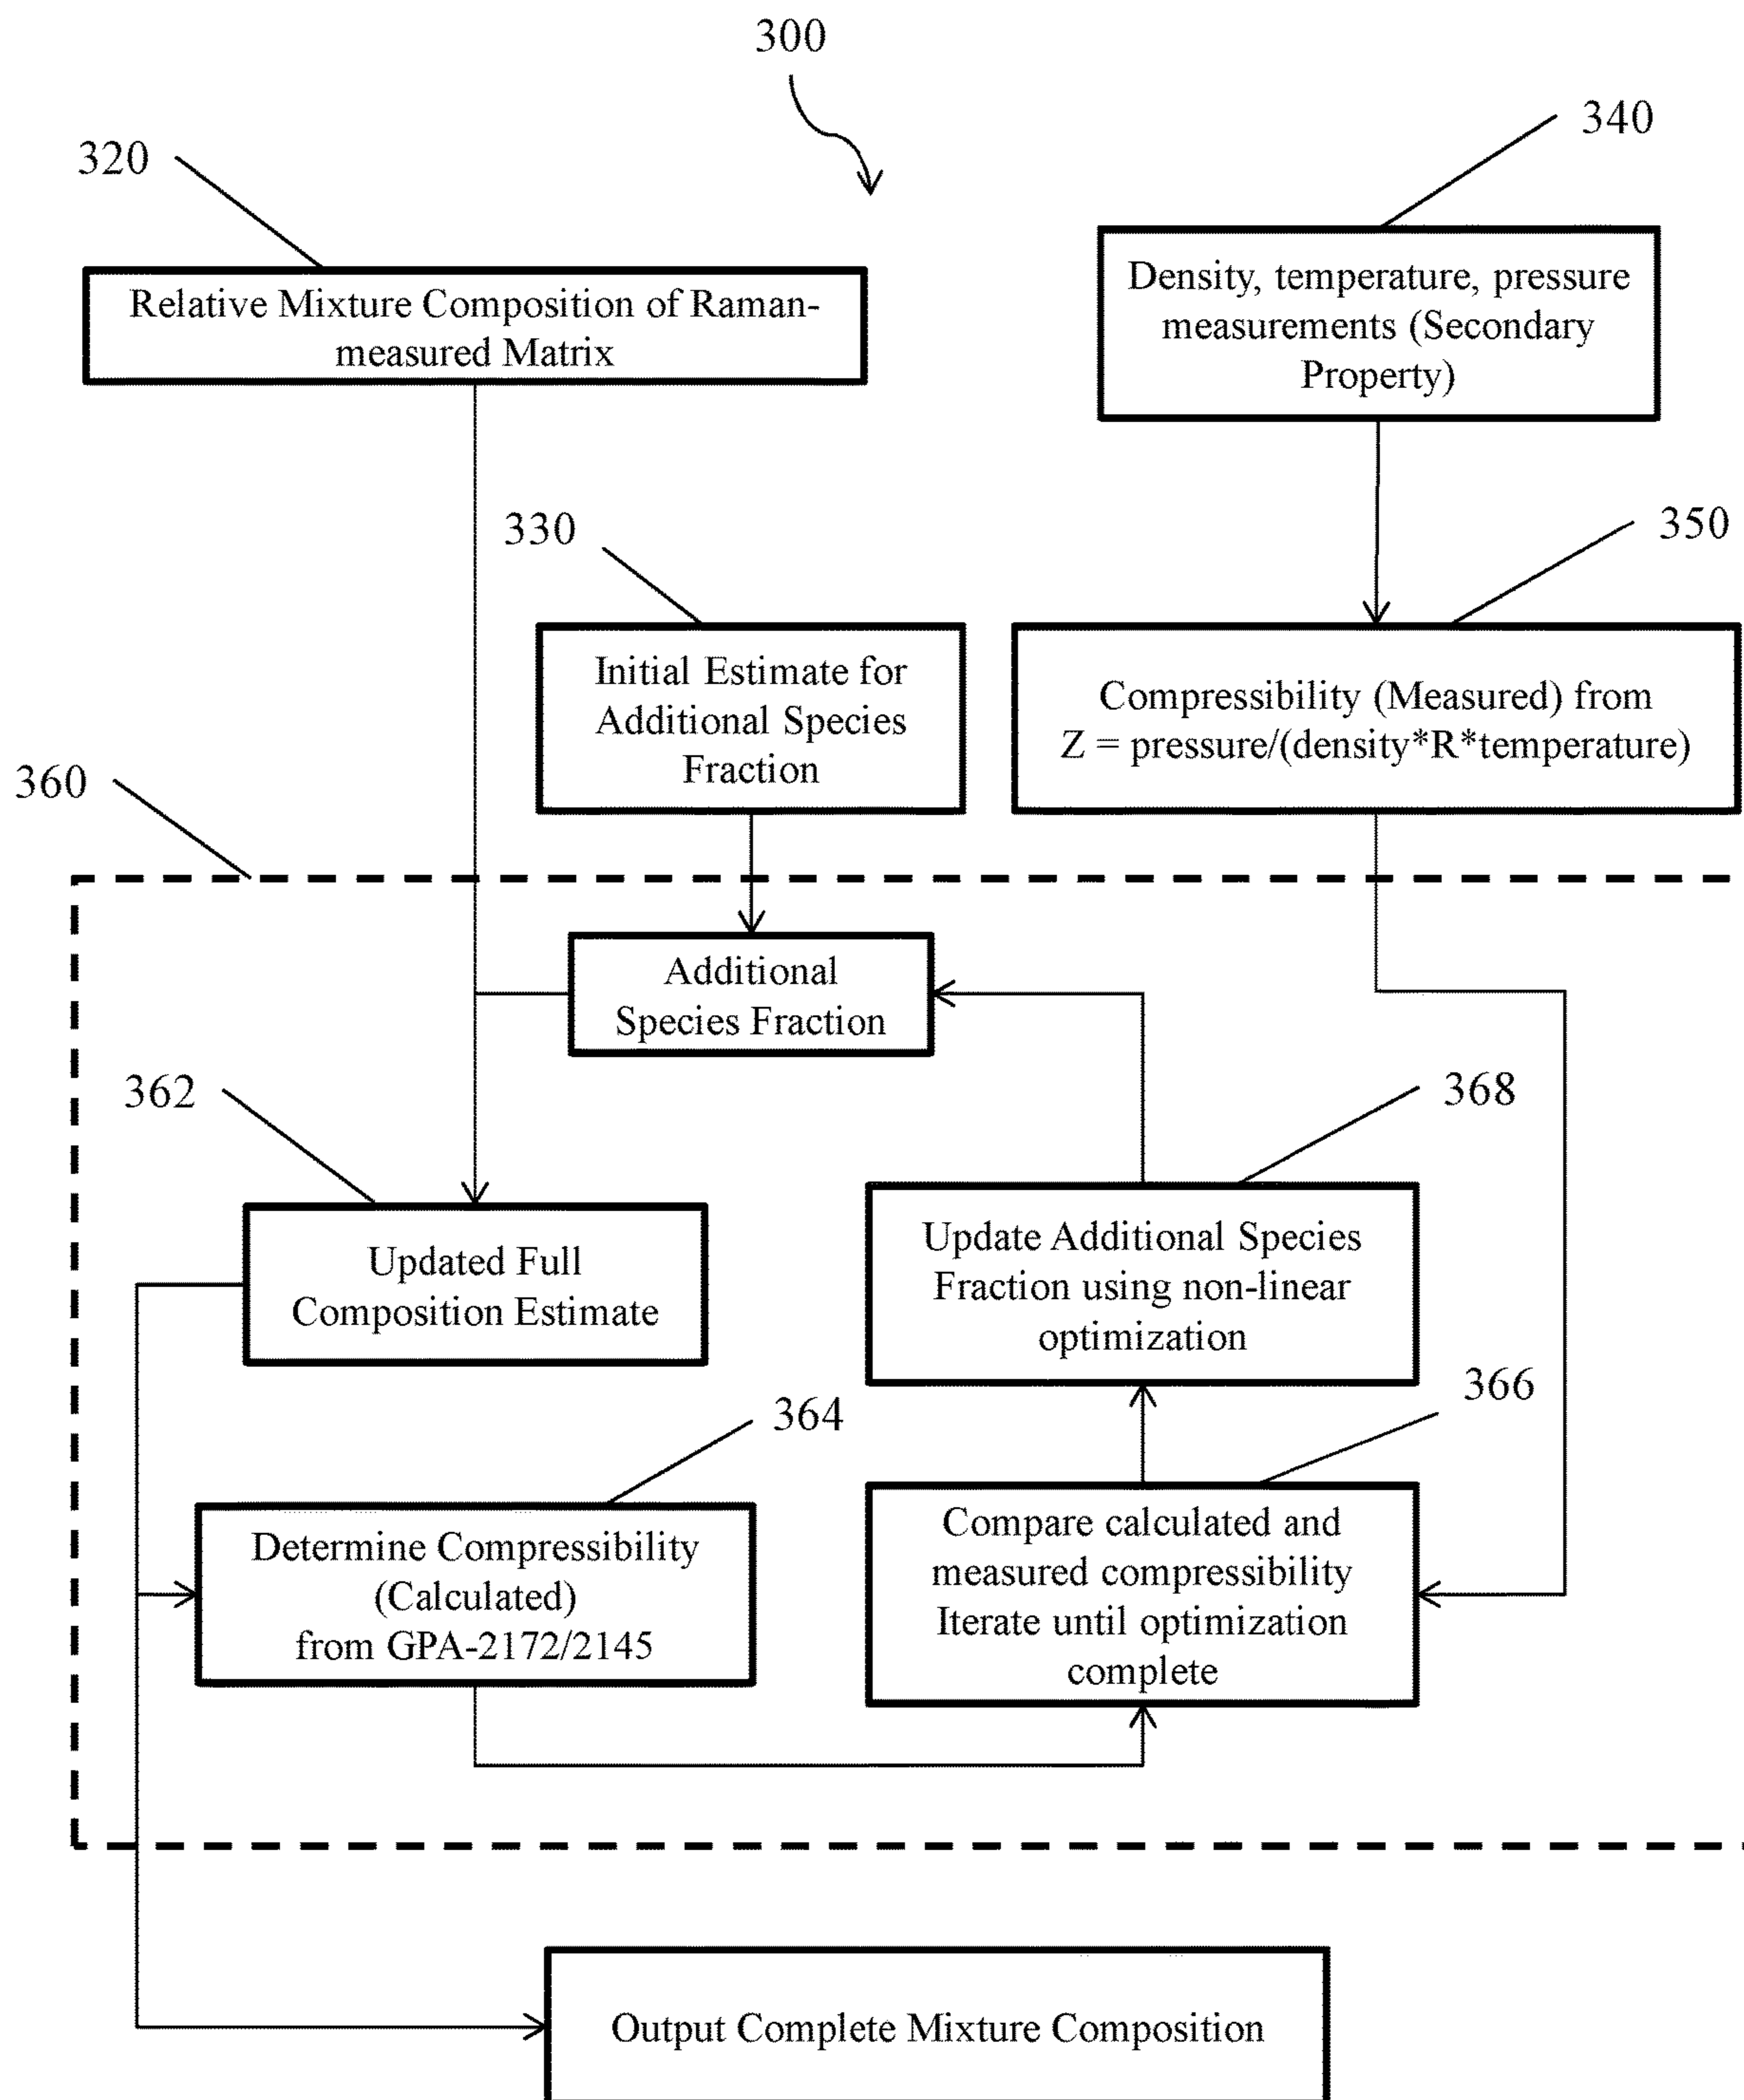 300
340
320
Density, temperature, pressure
measurements (Secondary
Property)
Relative Mixture Composition of Raman-
measured Matrix
330
350
Initial Estimate for
Additional Species
Fraction
Compressibility (Measured) from
Z = pressure/(density*R*temperature)
360
Additional
Species Fraction
362
368
Updated Full
Composition Estimate
Update Additional Species
Fraction using non-linear
optimization
364
366
Determine Compressibility
(Calculated)
from GPA-2172/2145
Compare calculated and
measured compressibility
Iterate until optimization
complete
Output Complete Mixture Composition